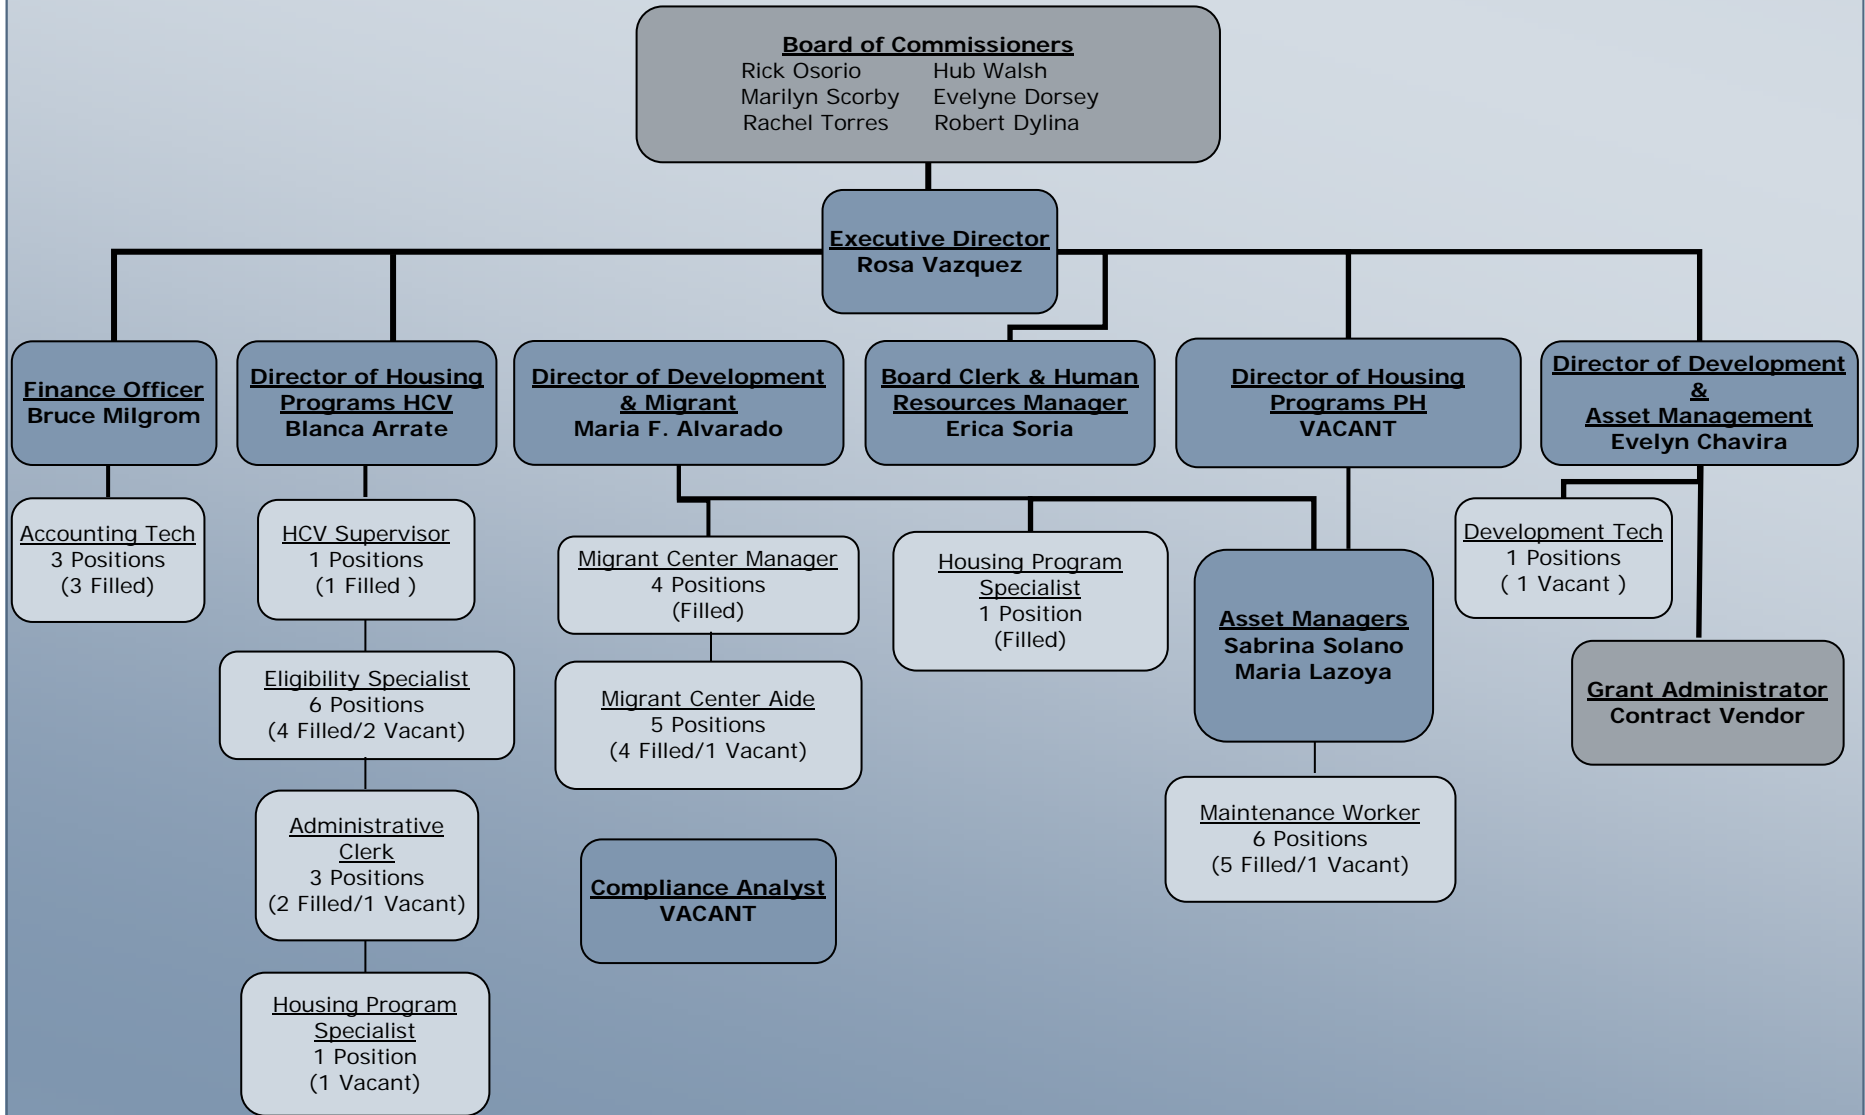 Board of Commissioners
Rick Osorio Hub Walsh
Marilyn Scorby Evelyne Dorsey
Rachel Torres Robert Dylina
Executive Director
Rosa Vazquez
Finance Officer
Bruce Milgrom
Director of Housing
Programs HCV
Blanca Arrate
Director of Development
& Migrant
Maria F. Alvarado
Board Clerk & Human
Resources Manager
Erica Soria
Director of Housing
Programs PH
VACANT
Director of Development
&
Asset Management
Evelyn Chavira
Accounting Tech
3 Positions
(3 Filled)
HCV Supervisor
1 Positions
(1 Filled )
Eligibility Specialist
6 Positions
(4 Filled/2 Vacant)
Administrative
Clerk
3 Positions
(2 Filled/1 Vacant)
Housing Program
Specialist
1 Position
(1 Vacant)
Migrant Center Manager
4 Positions
(Filled)
Migrant Center Aide
5 Positions
(4 Filled/1 Vacant)
Compliance Analyst
VACANT
Housing Program
Specialist
1 Position
(Filled)
Asset Managers
Sabrina Solano
Maria Lazoya
Maintenance Worker
6 Positions
(5 Filled/1 Vacant)
Development Tech
1 Positions
( 1 Vacant )
Grant Administrator
Contract Vendor